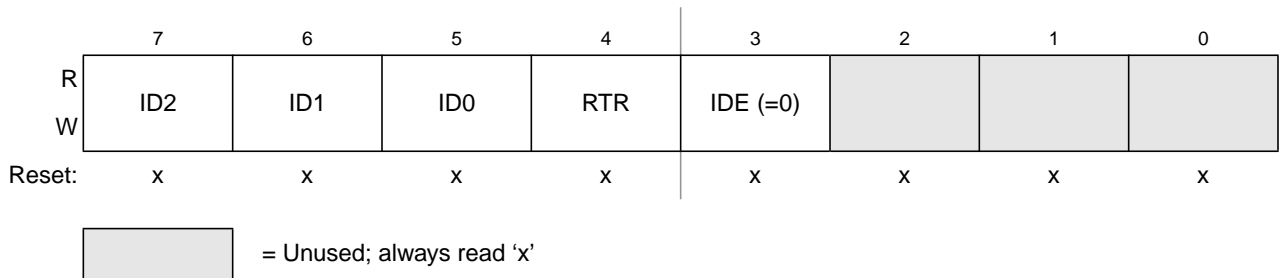 7 6 5 4 3 2 1 0
R
W
ID2 ID1 ID0 RTR IDE (=0)
Reset: x x x x x x x x
= Unused; always read ‘x’